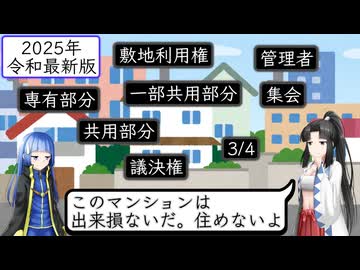 2025年
令和最新版
敷地利用権
管理者
専有部分
一部共用部分
集会
共用部分
3/4
議決権
このマンションは
出来損ないだ。住めないよ